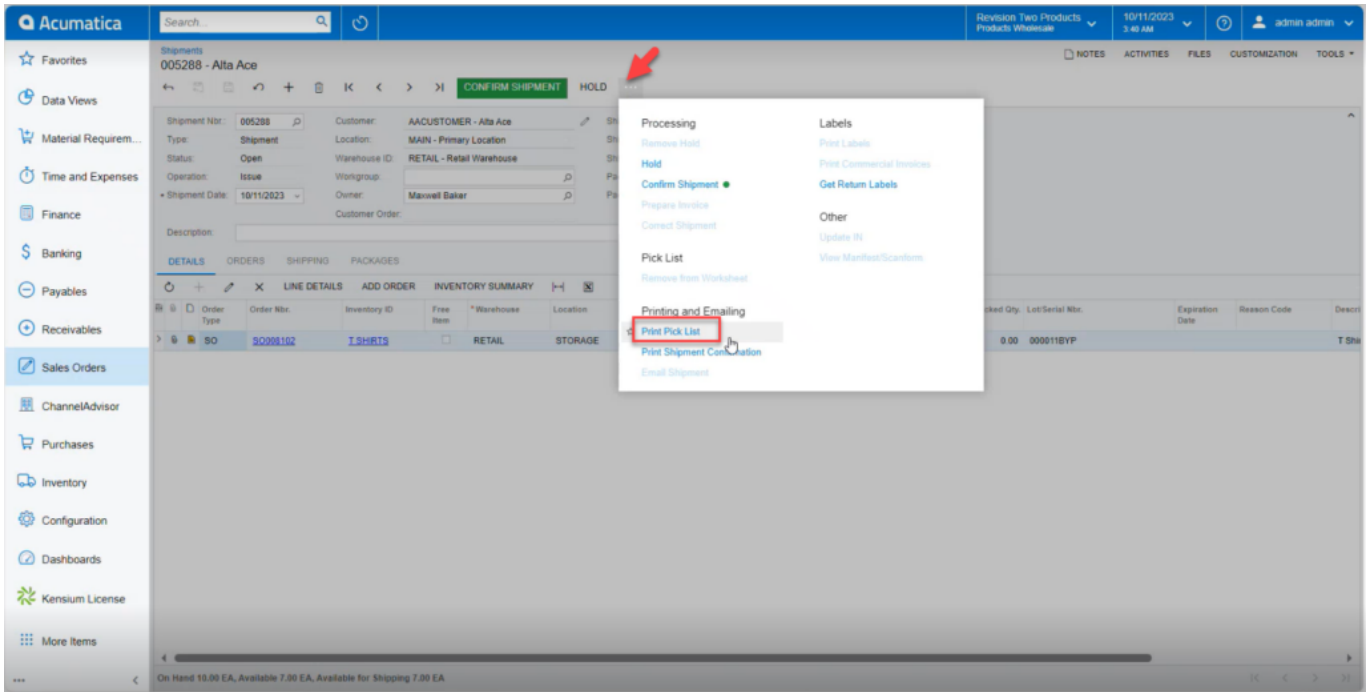 Acumatica
Search...
Revision Two Products
Products Wholesale
10/11/2023
3:40 AM
admin admin
Favorites
Data Views
Material Requirem...
Time and Expenses
Finance
Banking
Payables
Receivables
Sales Orders
ChannelAdvisor
Purchases
Inventory
Configuration
Dashboards
Kensium License
More Items
Shipments
005288 - Alta Ace
NOTES ACTIVITIES FILES CUSTOMIZATION TOOLS
CONFIRM SHIPMENT HOLD
Shipment Nbr.: 005288 Customer: AACUSTOMER - Alta Ace Sh
Type: Shipment Location: MAIN - Primary Location Sh
Status: Open Warehouse ID: RETAIL - Retail Warehouse Sh
Operation: Issue Workgroup: Pa
Shipment Date: 10/11/2023 Owner: Maxwell Baker Pa
Customer Order:
Description:
DETAILS ORDERS SHIPPING PACKAGES
LINE DETAILS ADD ORDER INVENTORY SUMMARY
Order Type Order Nbr. Inventory ID Free Item *Warehouse Location Qty. Lot/Serial Nbr. Expiration Date Reason Code Descri
SO SO008102 T SHIRTS RETAIL STORAGE 0.00 000011BYP T Shi
Processing
Remove Hold
Hold
Confirm Shipment
Prepare Invoice
Correct Shipment
Pick List
Remove from Worksheet
Printing and Emailing
Print Pick List
Print Shipment Confirmation
Email Shipment
Labels
Print Labels
Print Commercial Invoices
Get Return Labels
Other
Update IN
View Manifest/Scanform
On Hand 10.00 EA, Available 7.00 EA, Available for Shipping 7.00 EA